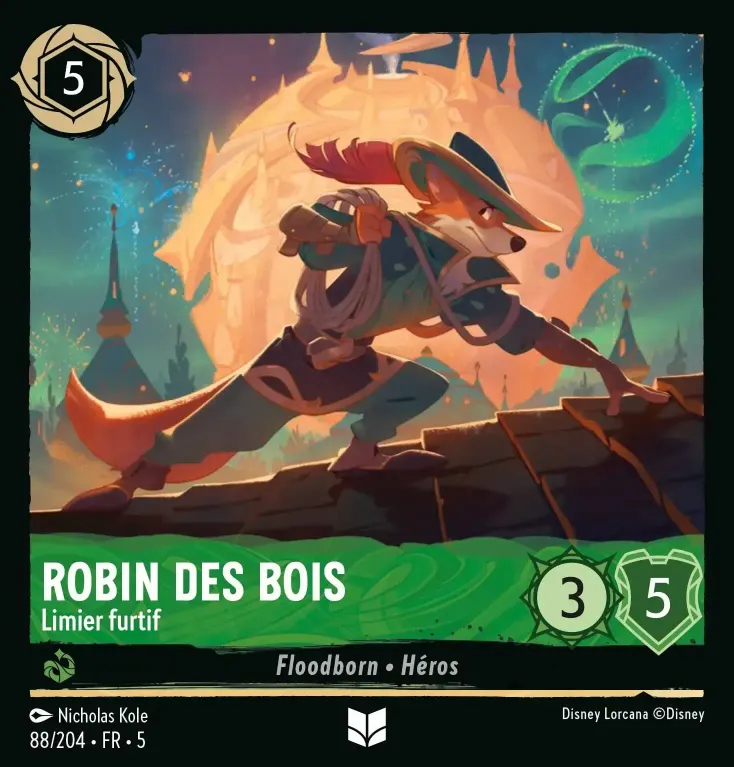 5
ROBIN DES BOIS
Limier furtif
3
5
Floodborn • Héros
Nicholas Kole
Disney Lorcana ©Disney
88/204 • FR • 5